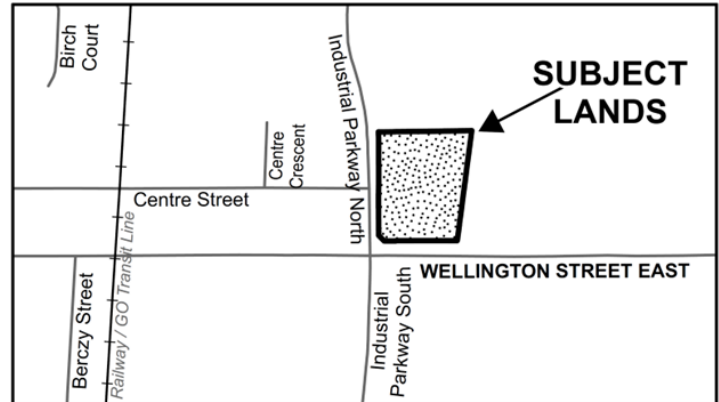 Birch
Court
Industrial Parkway North
SUBJECT
LANDS
Centre
Crescent
Centre Street
Railway / GO Transit Line
WELLINGTON STREET EAST
Berczy Street
Industrial
Parkway South